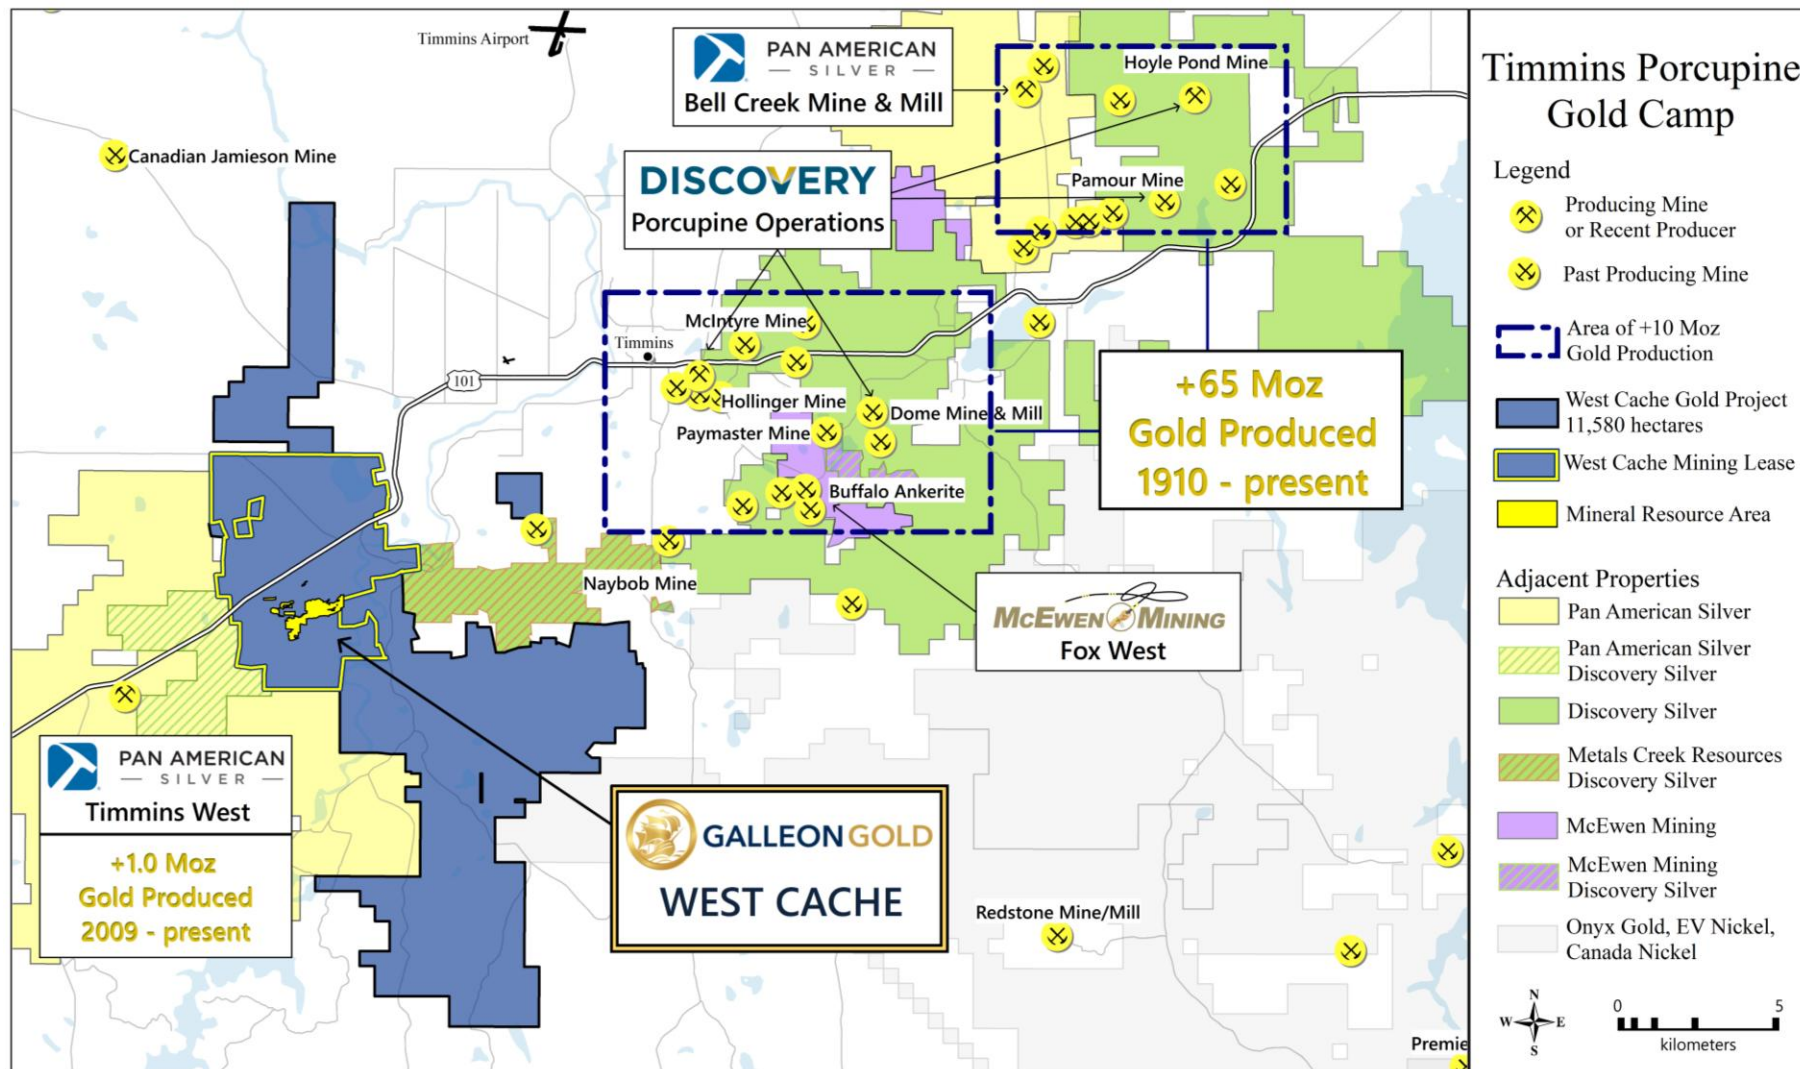 Timmins Airport
PAN AMERICAN
SILVER
Bell Creek Mine & Mill
Hoyle Pond Mine
Canadian Jamieson Mine
DISCOVERY
Porcupine Operations
Pamour Mine
McIntyre Mine
Timmins
101
Hollinger Mine
Dome Mine & Mill
Paymaster Mine
Buffalo Ankerite
+65 Moz
Gold Produced
1910 - present
Naybob Mine
McEWEN MINING
Fox West
PAN AMERICAN
SILVER
Timmins West
+1.0 Moz
Gold Produced
2009 - present
GALLEON GOLD
WEST CACHE
Redstone Mine/Mill
Premie
Timmins Porcupine
Gold Camp
Legend
Producing Mine
or Recent Producer
Past Producing Mine
Area of +10 Moz
Gold Production
West Cache Gold Project
11,580 hectares
West Cache Mining Lease
Mineral Resource Area
Adjacent Properties
Pan American Silver
Pan American Silver
Discovery Silver
Discovery Silver
Metals Creek Resources
Discovery Silver
McEwen Mining
McEwen Mining
Discovery Silver
Onyx Gold, EV Nickel,
Canada Nickel
N
W E
S
0 5
kilometers